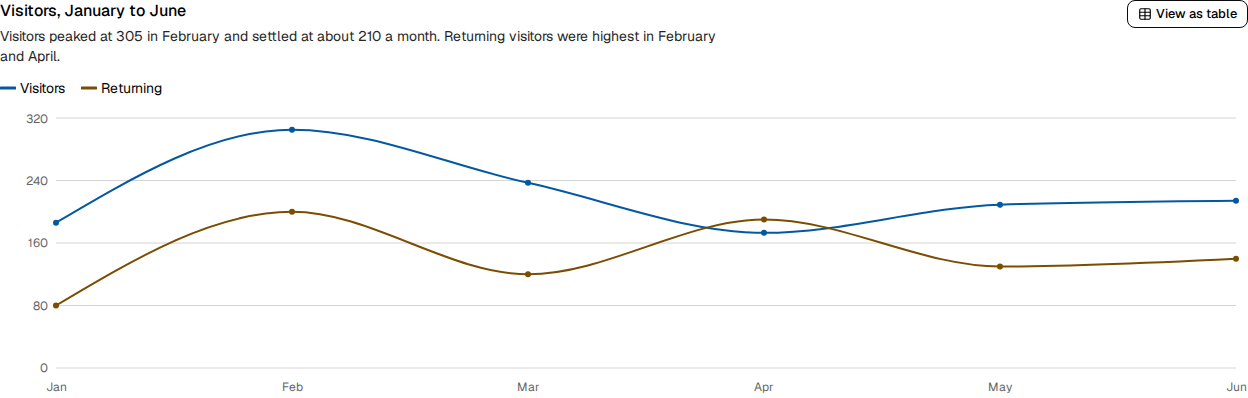 Visitors, January to June
View as table
Visitors peaked at 305 in February and settled at about 210 a month. Returning visitors were highest in February
and April.
Visitors
Returning
320
240
160
80
0
Jan
Feb
Mar
Apr
May
Jun